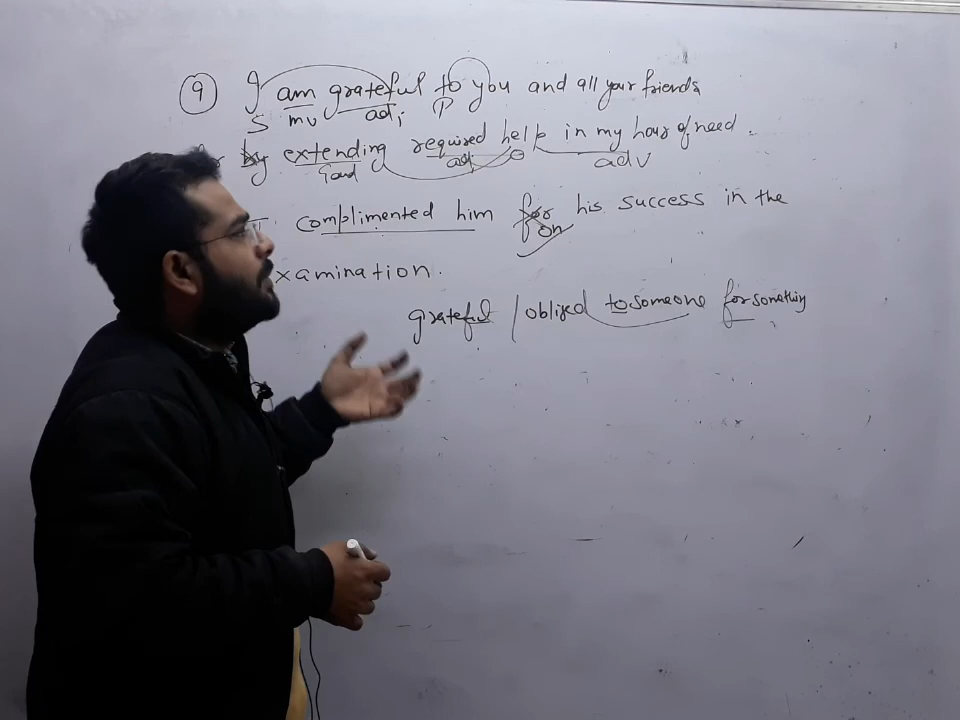 9 I am grateful to you and all your friends
S mv adj P
by extending required help in my hour of need.
adj O adv
complimented him for his success in the
on
xamination.
grateful / obliged to someone for something